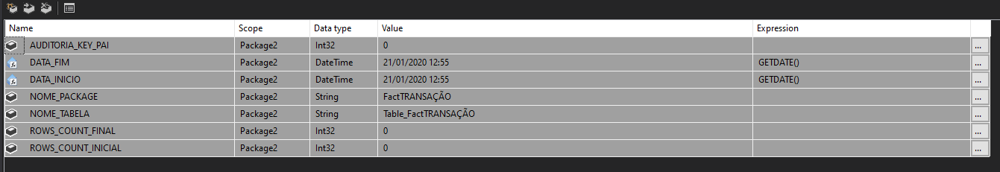 Name Scope Data type Value Expression
AUDITORIA_KEY_PAI Package2 Int32 0 ...
DATA_FIM Package2 DateTime 21/01/2020 12:55 GETDATE() ...
DATA_INICIO Package2 DateTime 21/01/2020 12:55 GETDATE() ...
NOME_PACKAGE Package2 String FactTRANSAÇÃO ...
NOME_TABELA Package2 String Table_FactTRANSAÇÃO ...
ROWS_COUNT_FINAL Package2 Int32 0 ...
ROWS_COUNT_INICIAL Package2 Int32 0 ...